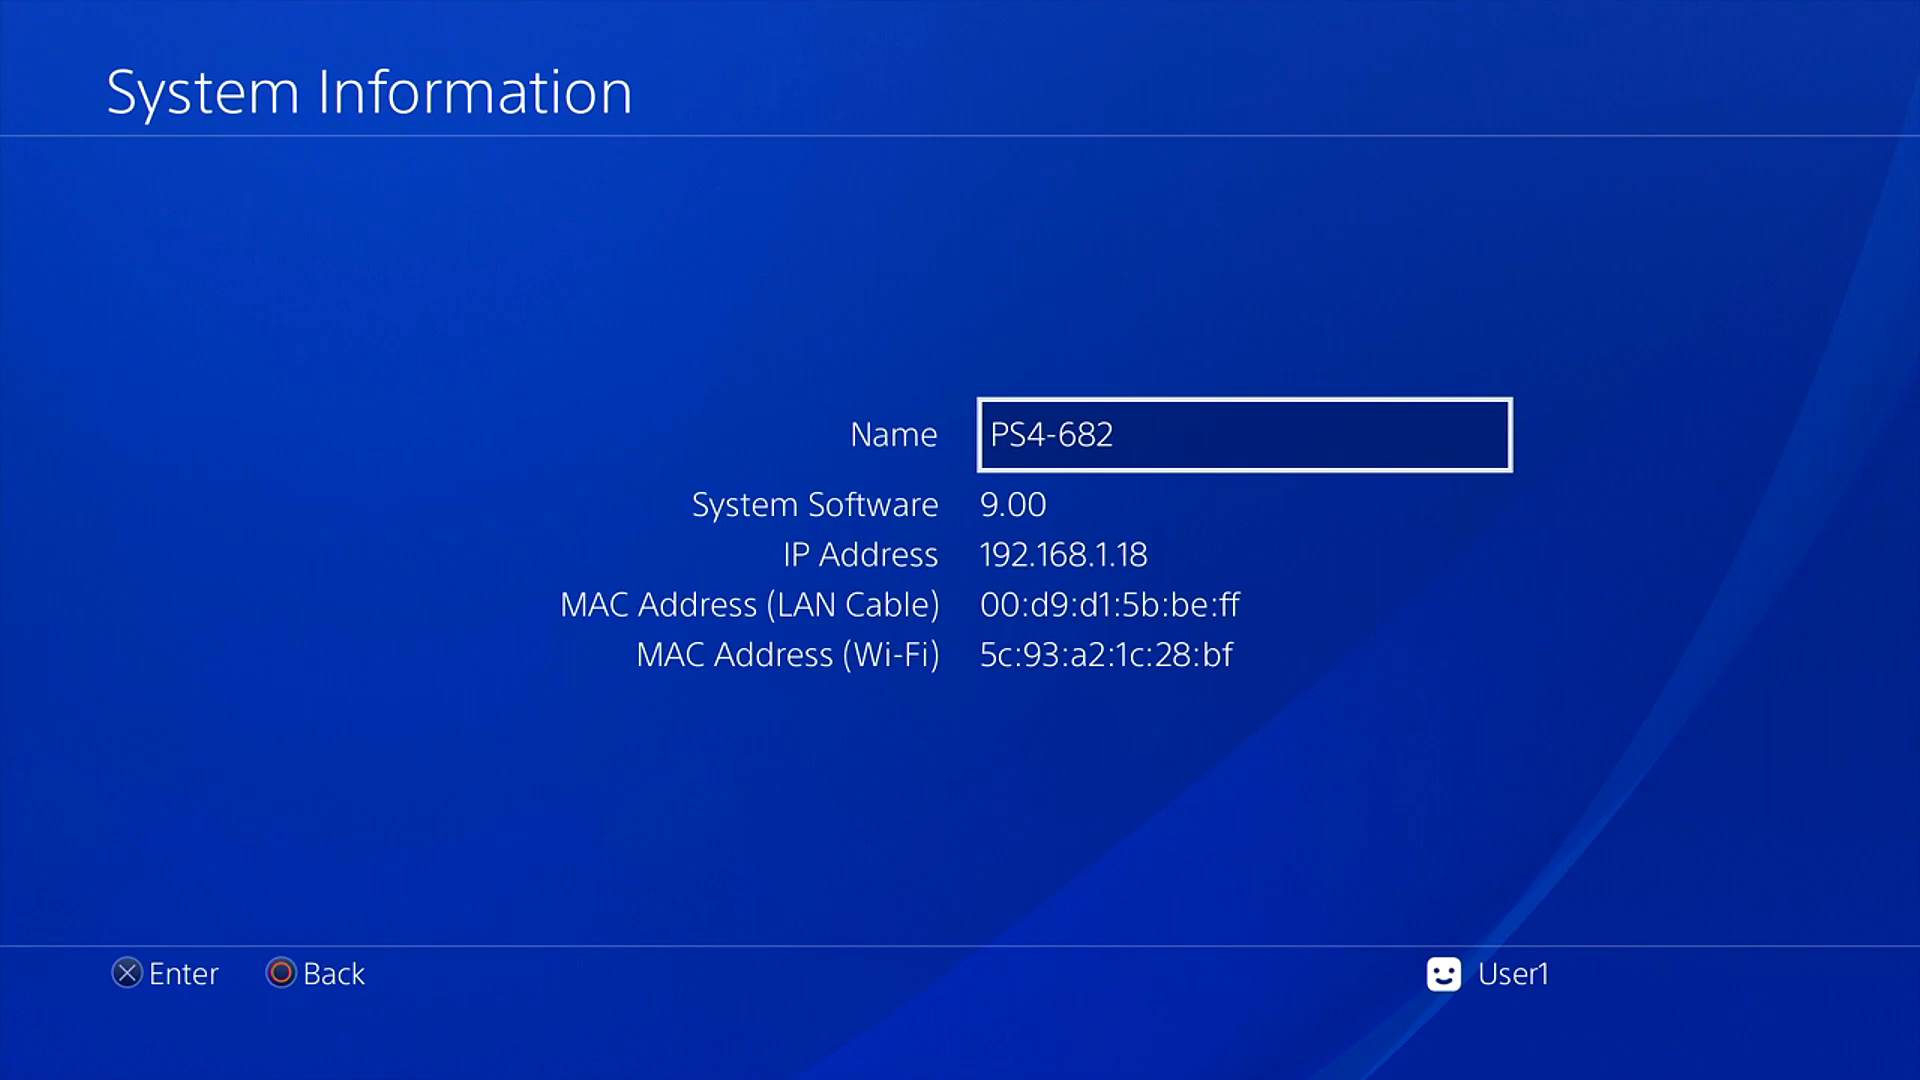 System Information
Name PS4-682
System Software 9.00
IP Address 192.168.1.18
MAC Address (LAN Cable) 00:d9:d1:5b:be:ff
MAC Address (Wi-Fi) 5c:93:a2:1c:28:bf
Enter Back User1